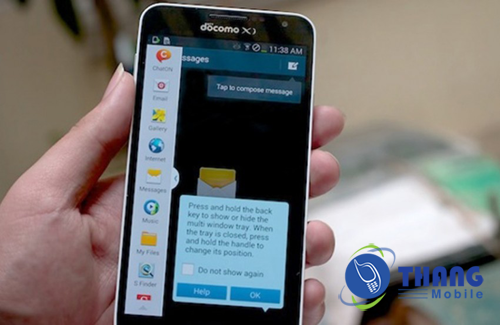 döcomo Xi
11:38 AM
ChatON
Messages
Tap to compose message
Email
Gallery
Internet
Messages
Music
My Files
S Finder
Press and hold the back
key to show or hide the
multi window tray. When
the tray is closed, press
and hold the handle to
change its position.
Do not show again
Help
OK
THANG
Mobile